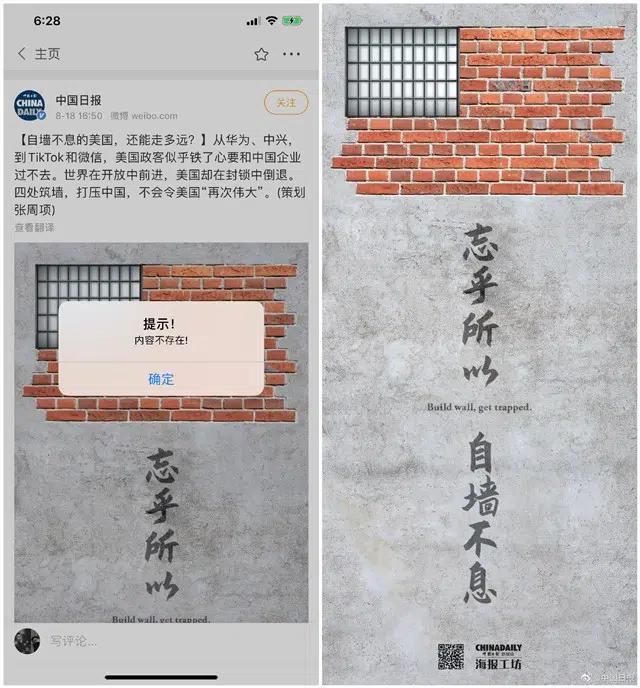 6:28
主页
中国日报
8-18 16:50 微博 weibo.com
关注
CHINA
DAILY
【自墙不息的美国，还能走多远？】从华为、中兴，
到TikTok和微信，美国政客似乎铁了心要和中国企业
过不去。世界在开放中前进，美国却在封锁中倒退。
四处筑墙，打压中国，不会令美国“再次伟大”。(策划
张周项)
查看翻译
提示!
内容不存在!
确定
忘乎所以
Build wall, get trapped.
写评论...
忘乎所以
Build wall, get trapped.
自墙不息
CHINADAILY
海报工坊
@中国日报